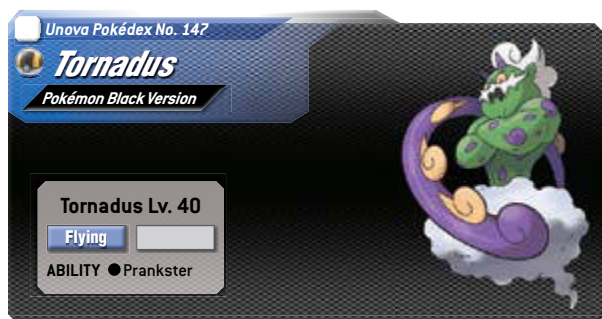 Unova Pokédex No. 147
Tornadus
Pokémon Black Version
Tornadus Lv. 40
Flying
ABILITY ●Prankster